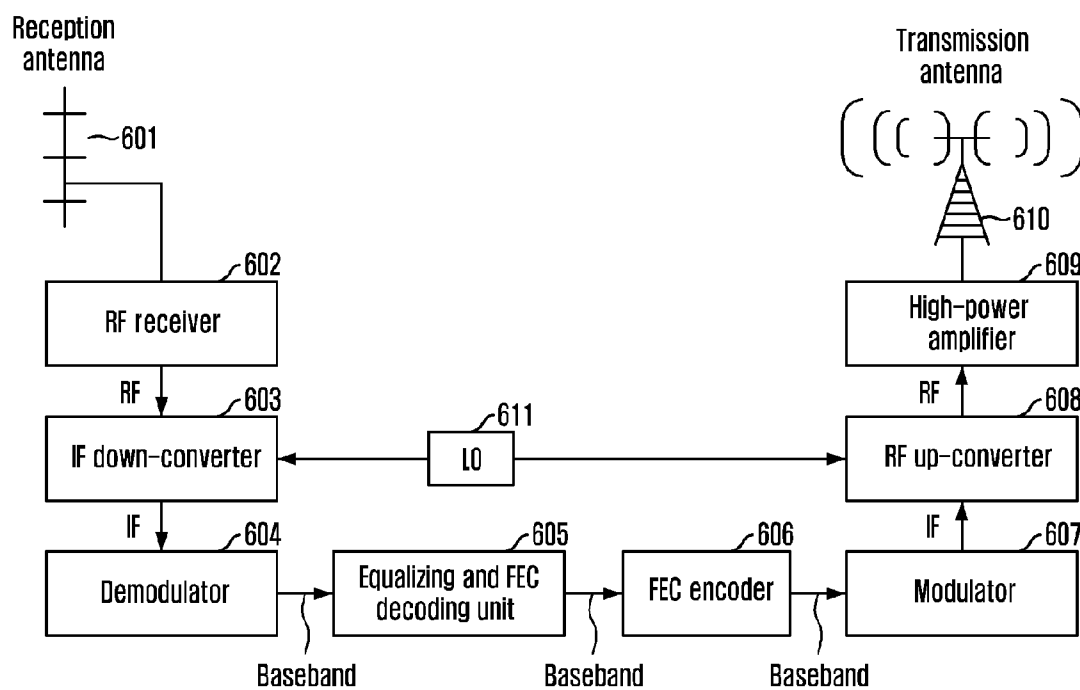 Reception
antenna
601
Transmission
antenna
610
602
RF receiver
609
High-power
amplifier
RF
603
IF down-converter
611
LO
RF
608
RF up-converter
IF
604
Demodulator
605
Equalizing and FEC
decoding unit
606
FEC encoder
IF
607
Modulator
Baseband
Baseband
Baseband